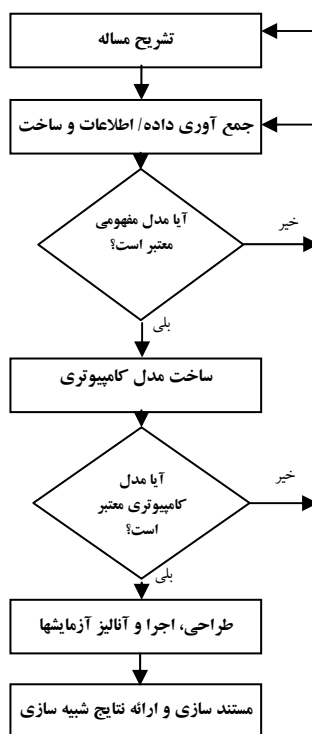 تشریح مساله
جمع آوری داده/ اطلاعات و ساخت
آیا مدل مفهومی
معتبر است؟
خیر
بلی
ساخت مدل کامپیوتری
آیا مدل
کامپیوتری معتبر
است؟
خیر
بلی
طراحی، اجرا و آنالیز آزمایشها
مستند سازی و ارائه نتایج شبیه سازی